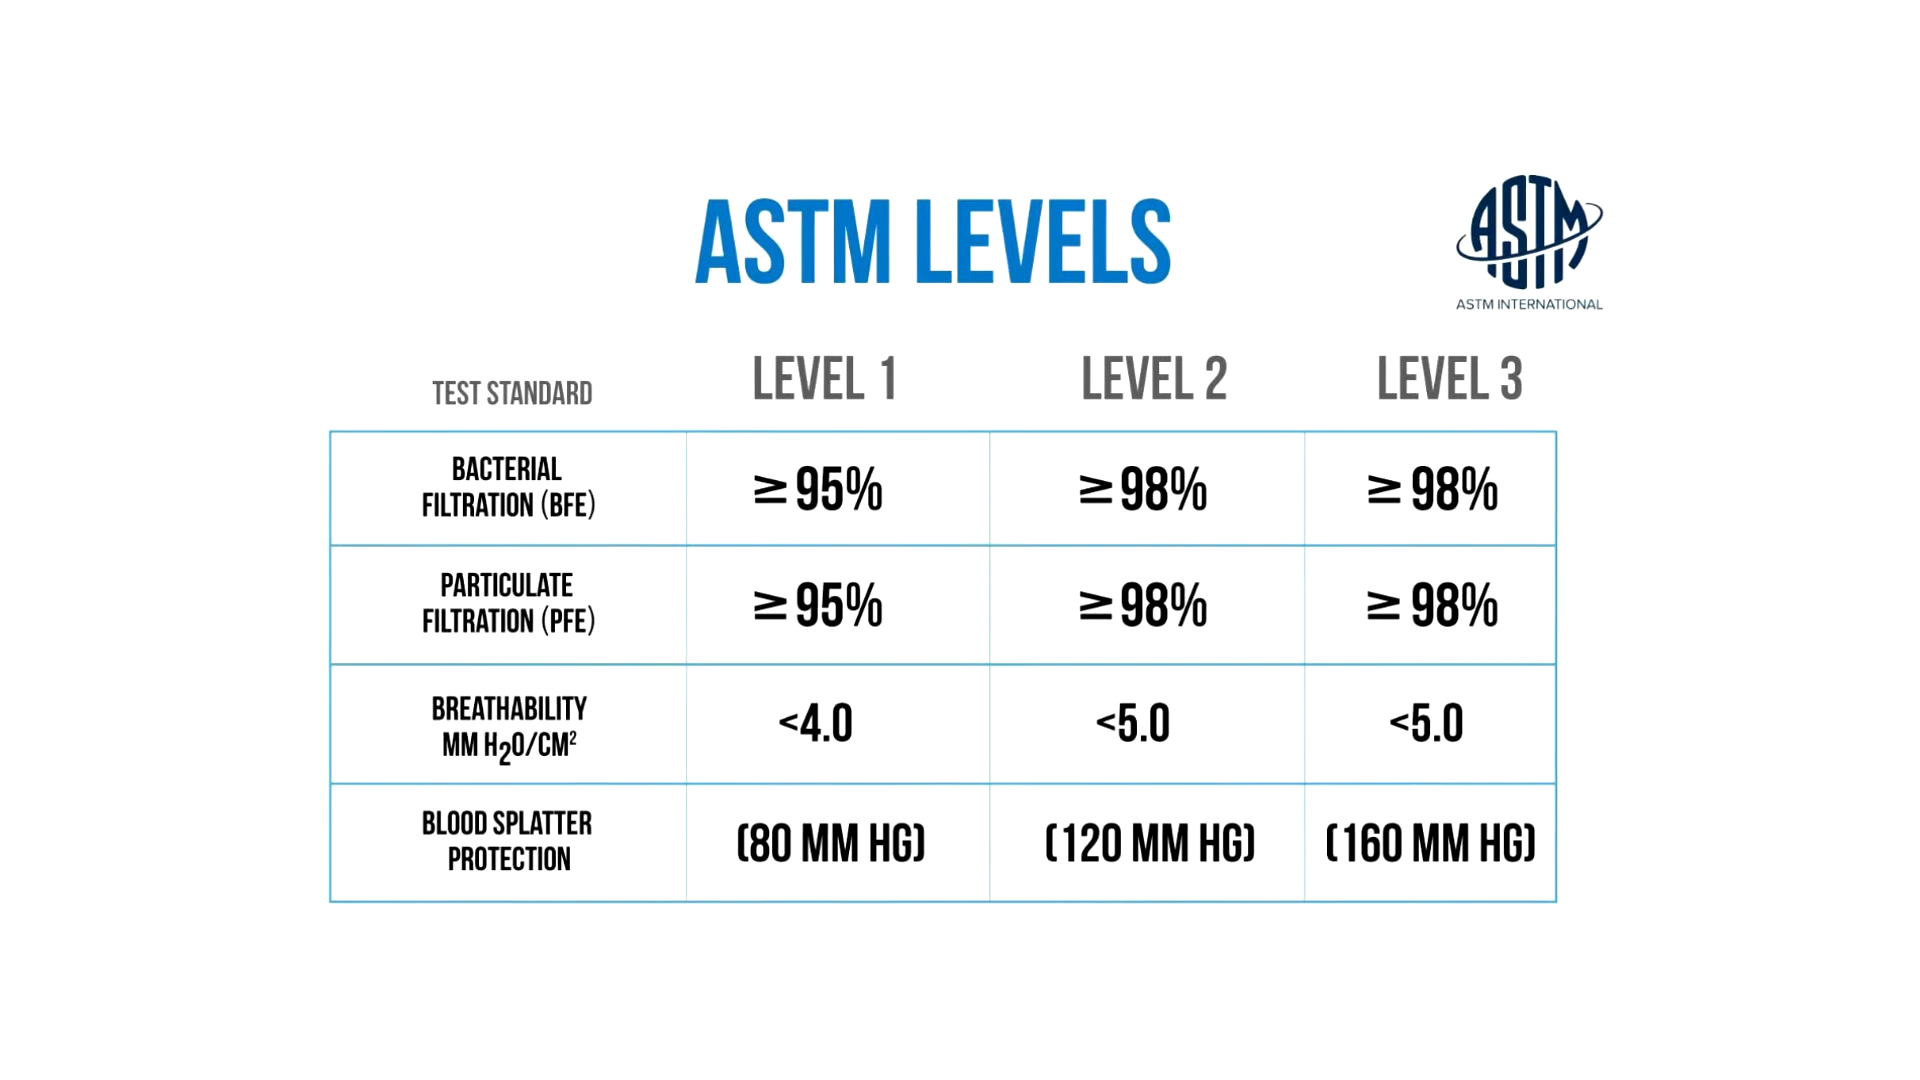 ASTM LEVELS
ASTM
ASTM INTERNATIONAL
TEST STANDARD LEVEL 1 LEVEL 2 LEVEL 3
BACTERIAL
FILTRATION (BFE) ≥ 95% ≥ 98% ≥ 98%
PARTICULATE
FILTRATION (PFE) ≥ 95% ≥ 98% ≥ 98%
BREATHABILITY
MM H₂O/CM² <4.0 <5.0 <5.0
BLOOD SPLATTER
PROTECTION (80 MM HG) (120 MM HG) (160 MM HG)